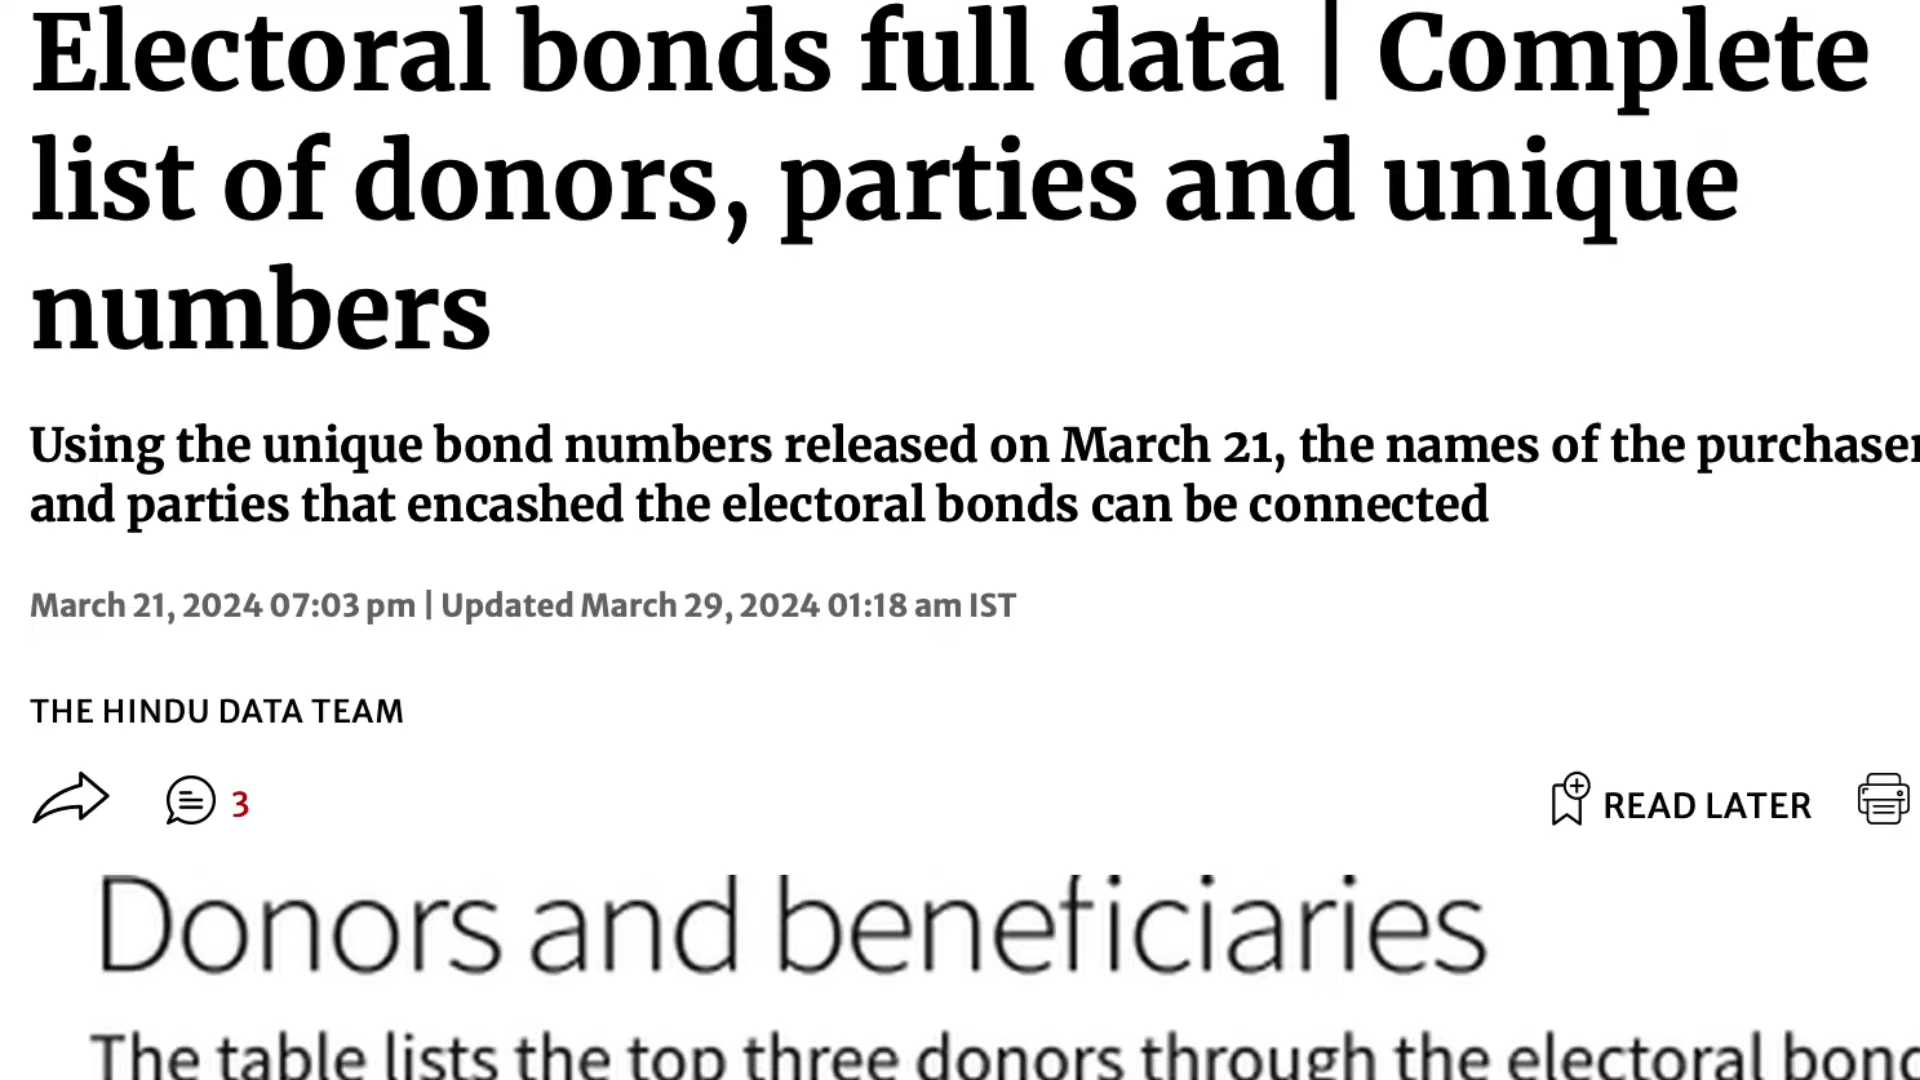 Electoral bonds full data | Complete
list of donors, parties and unique
numbers
Using the unique bond numbers released on March 21, the names of the purchaser
and parties that encashed the electoral bonds can be connected
March 21, 2024 07:03 pm | Updated March 29, 2024 01:18 am IST
THE HINDU DATA TEAM
3
READ LATER
Donors and beneficiaries
The table lists the top three donors through the electoral bond